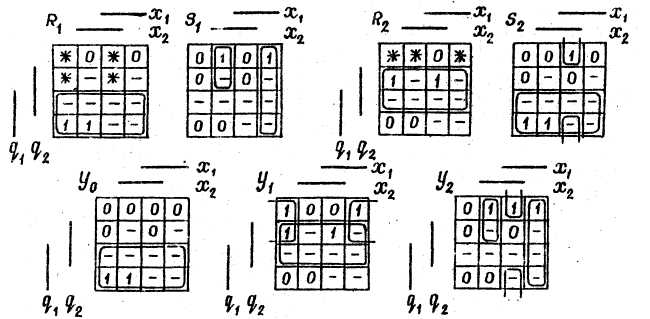 R₁ x₁ S₁ x₁ R₂ x₁ S₂ x₁
x₂ x₂ x₂ x₂
* 0 * 0 0 1 0 1 * * 0 * 0 0 1 0
* - * - 0 - 0 - 1 - 1 - 0 - 0 -
- - - - - - - - - - - - - - - -
1 1 - - 0 0 - - 0 0 - - 1 1 - -
q₁ q₂ q₁ q₂
y₀ x₁ y₁ x₁ y₂ x₁
x₂ x₂ x₂
0 0 0 0 1 0 0 1 0 1 1 1
0 - 0 - 1 - 1 - 0 - 0 -
- - - - - - - - - - - -
1 1 - - 0 0 - - 0 0 - -
q₁ q₂ q₁ q₂ q₁ q₂